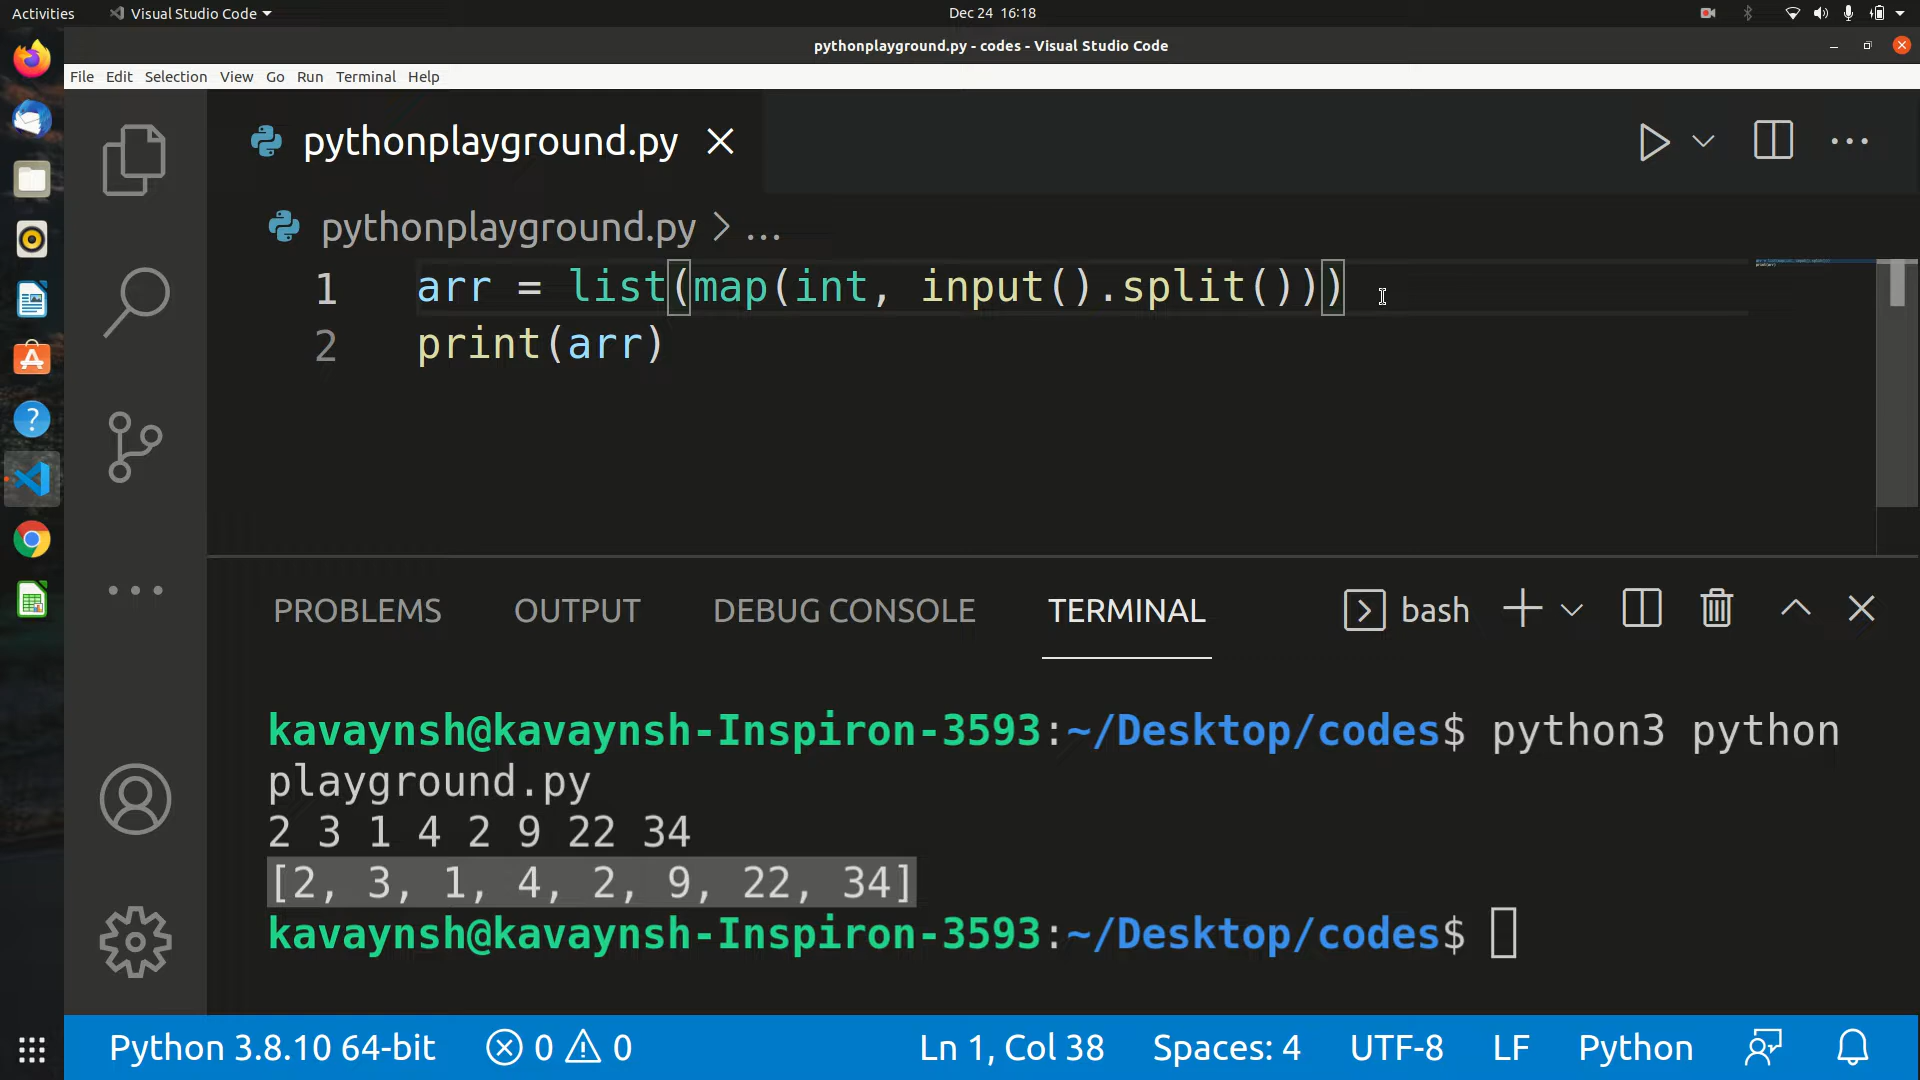 Activities Visual Studio Code Dec 24 16:18
pythonplayground.py - codes - Visual Studio Code
File Edit Selection View Go Run Terminal Help
pythonplayground.py
pythonplayground.py > ...
1 arr = list(map(int, input().split()))
2 print(arr)
PROBLEMS OUTPUT DEBUG CONSOLE TERMINAL bash
kavaynsh@kavaynsh-Inspiron-3593:~/Desktop/codes$ python3 python
playground.py
2 3 1 4 2 9 22 34
[2, 3, 1, 4, 2, 9, 22, 34]
kavaynsh@kavaynsh-Inspiron-3593:~/Desktop/codes$
Python 3.8.10 64-bit 0 0 Ln 1, Col 38 Spaces: 4 UTF-8 LF Python